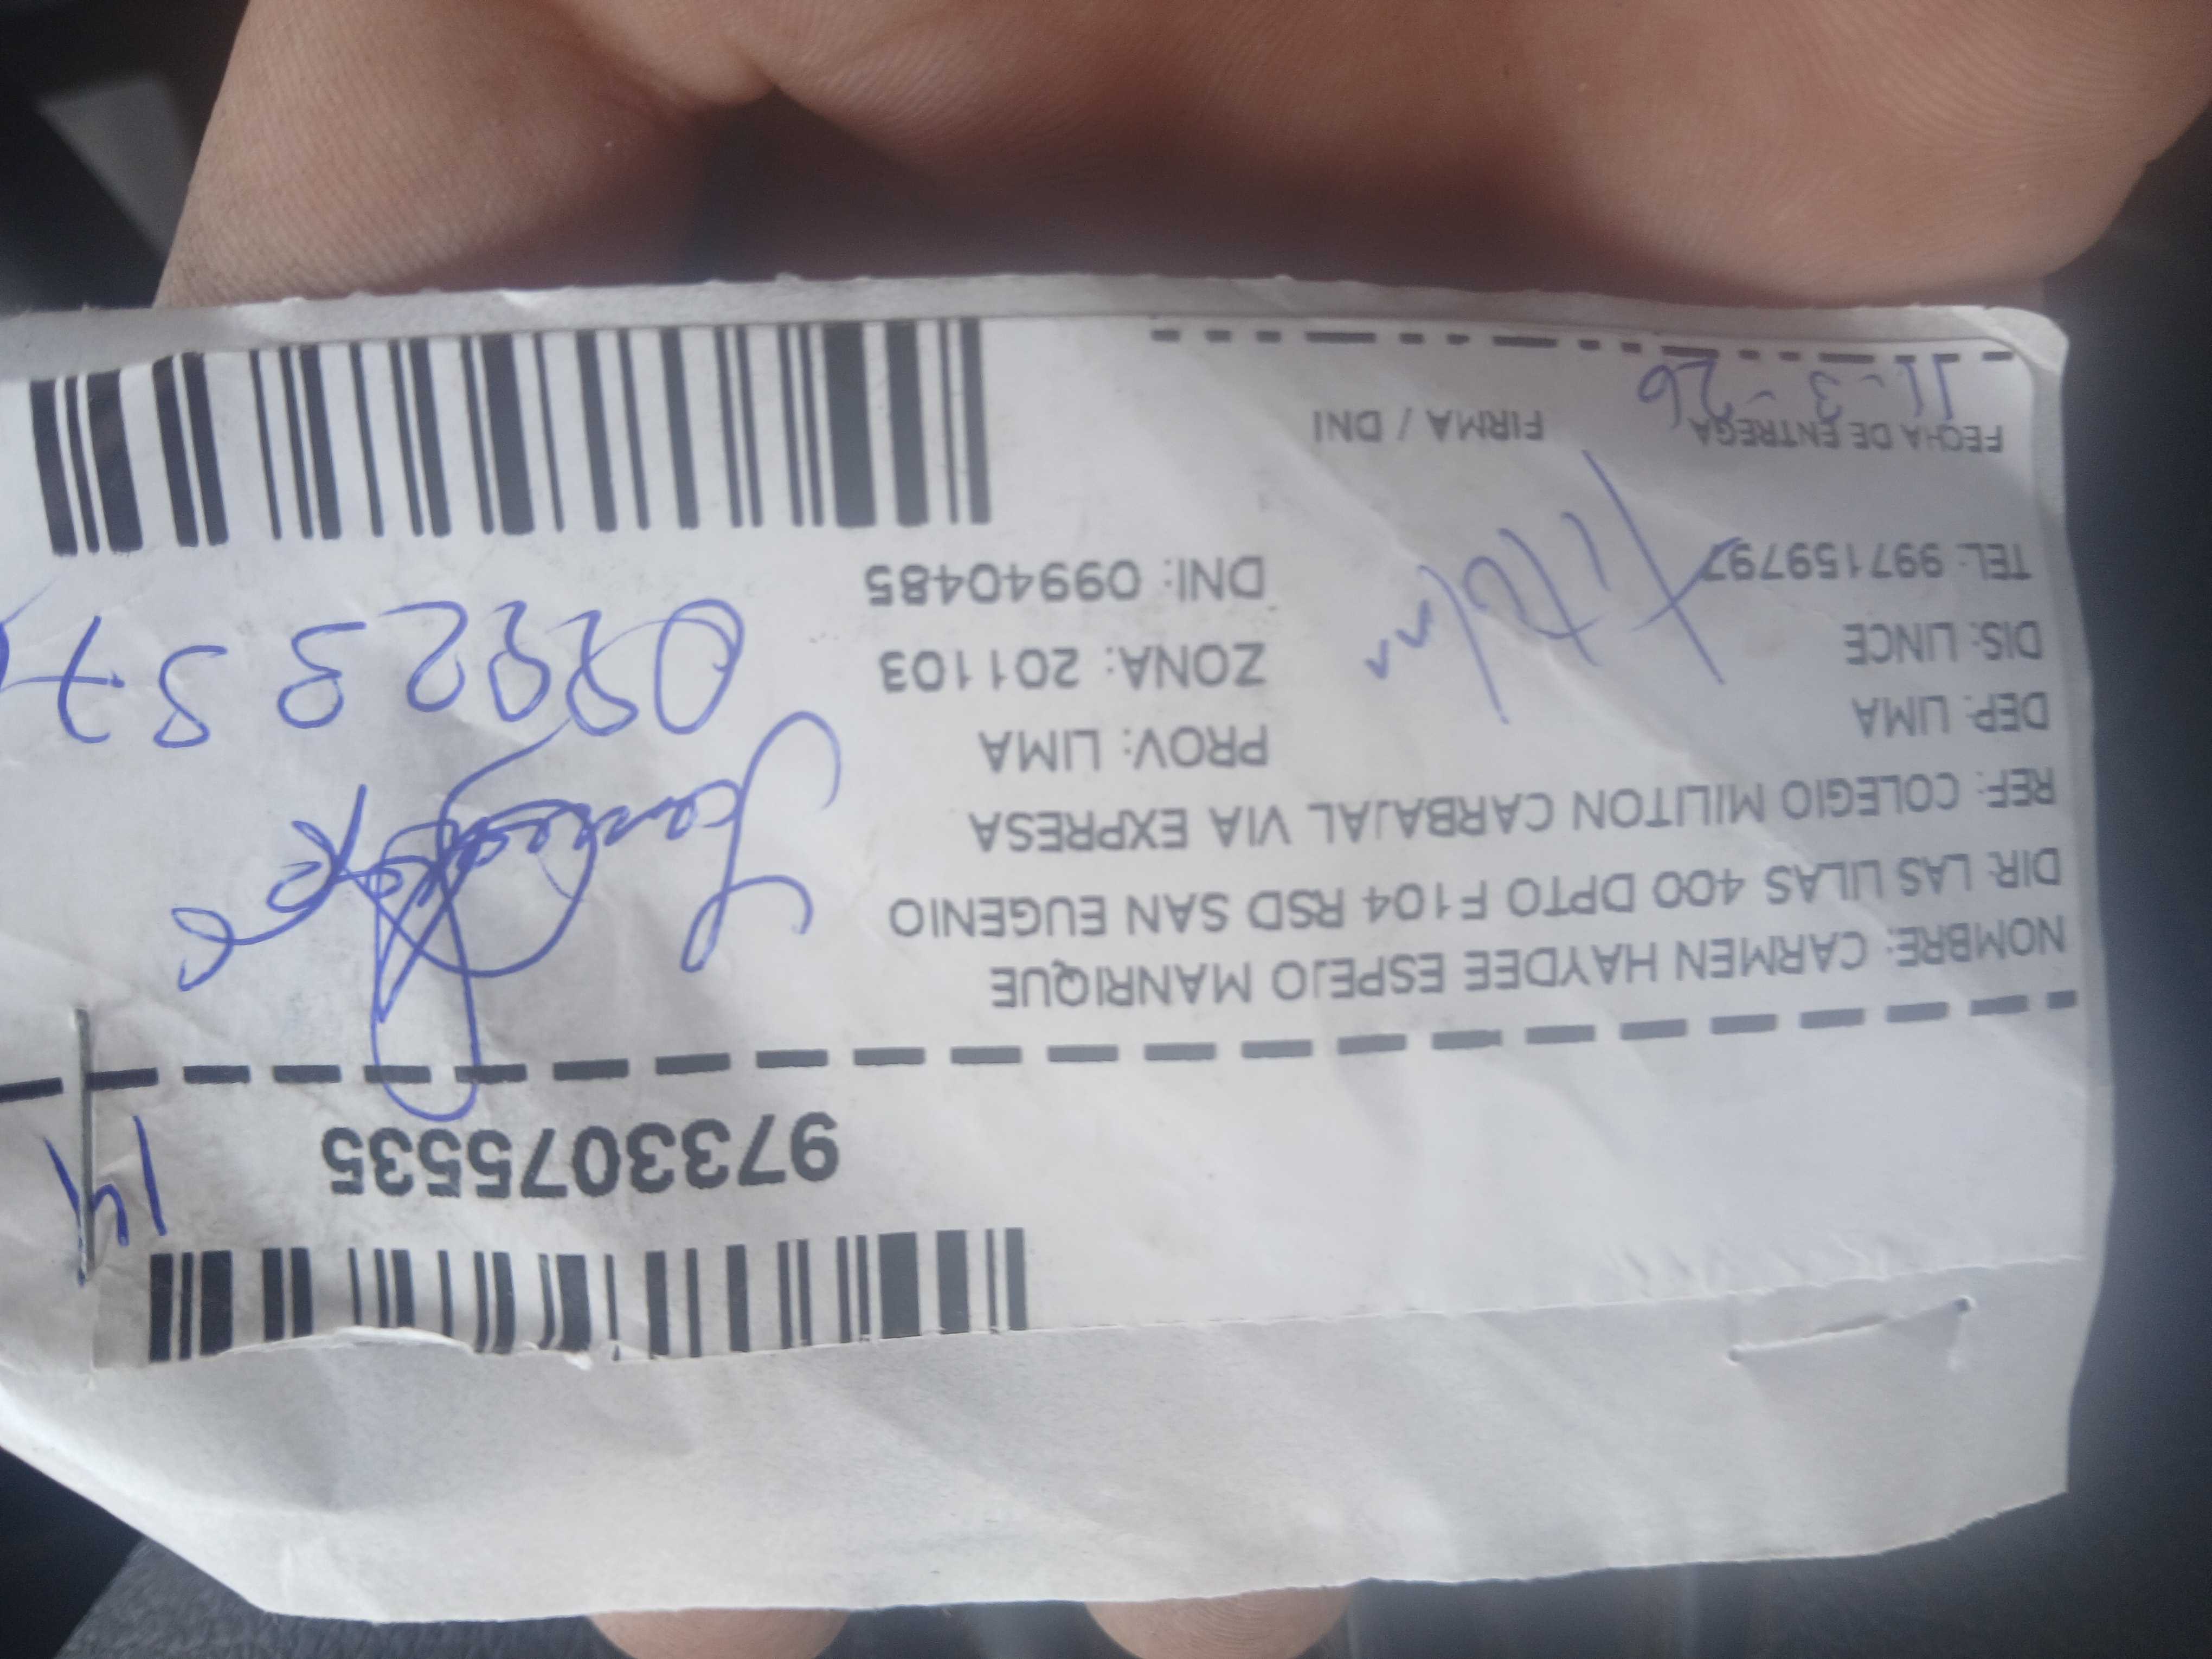 9733075535
14
NOMBRE: CARMEN HAYDEE ESPEJO MANRIQUE
DIR: LAS LILAS 400 DPTO F104 RSD SAN EUGENIO
REF: COLEGIO MILITON CARBAJAL VIA EXPRESA
DEP: LIMA PROV: LIMA
DIS: LINCE ZONA: 201103
TEL: 997159797 DNI: 09940485
Titular
FECHA DE ENTREGA FIRMA / DNI
11-3-26